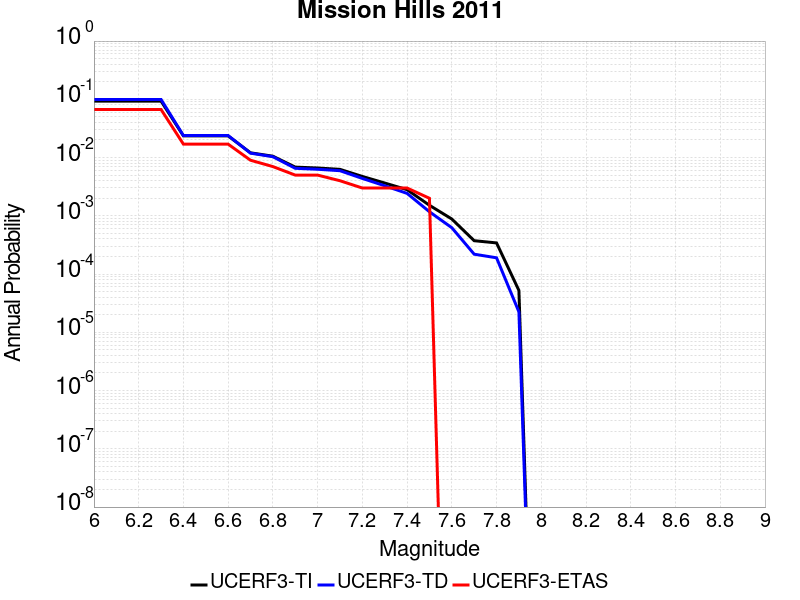 Mission Hills 2011
10^0
10^-1
10^-2
10^-3
10^-4
10^-5
10^-6
10^-7
10^-8
Annual Probability
6 6.2 6.4 6.6 6.8 7 7.2 7.4 7.6 7.8 8 8.2 8.4 8.6 8.8 9
Magnitude
UCERF3-TI UCERF3-TD UCERF3-ETAS